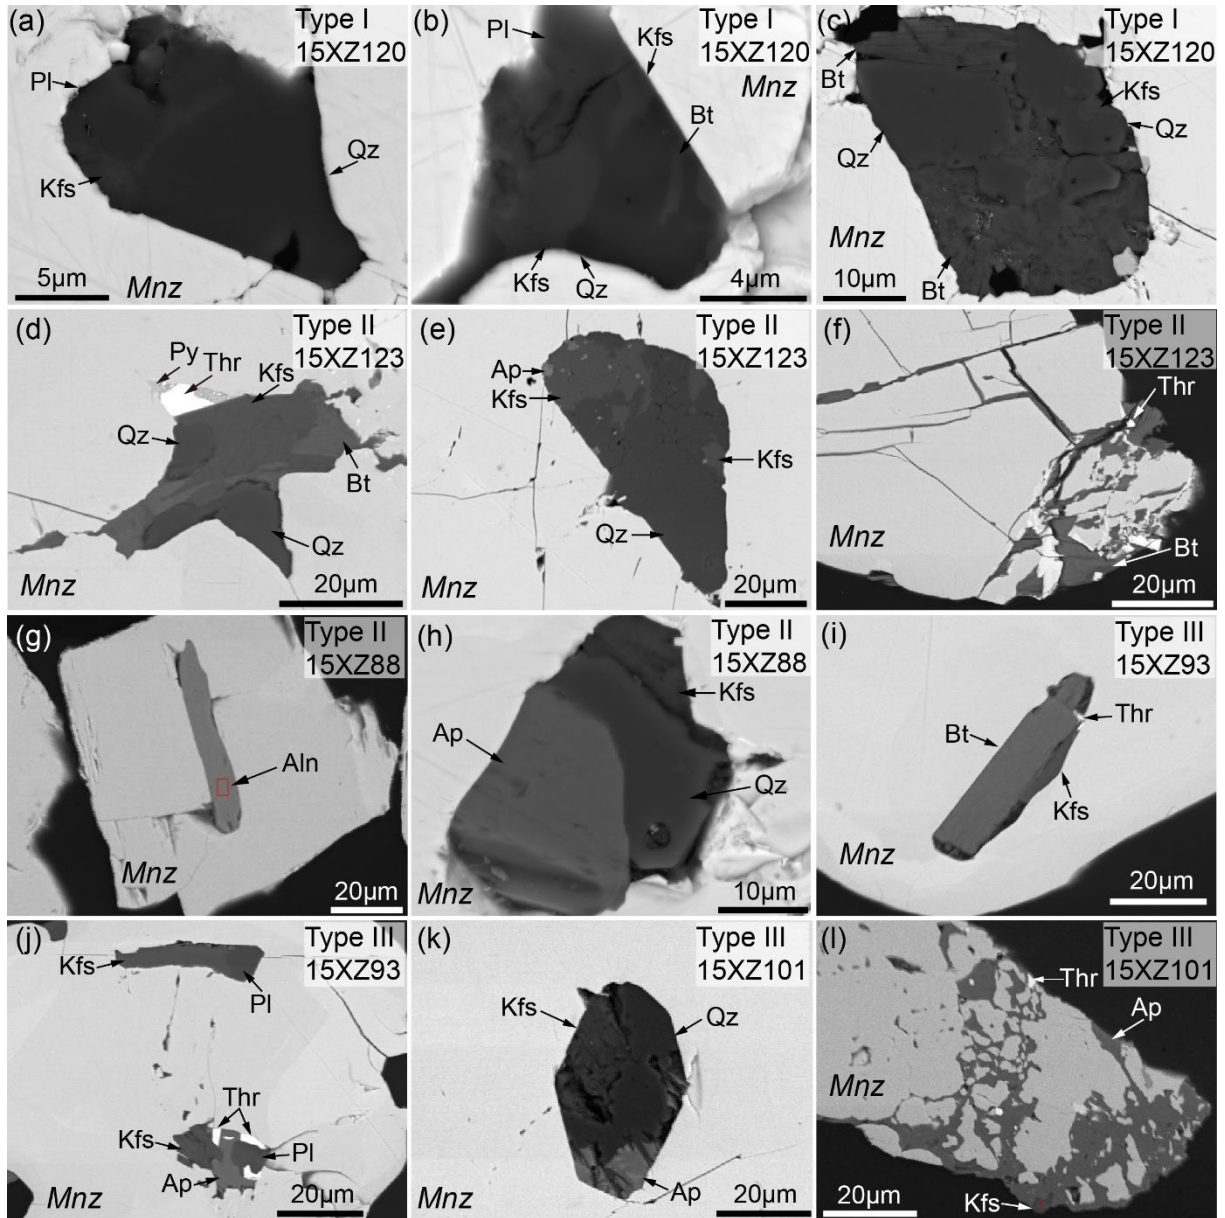 (a)
Type I
15XZ120
Pl
Qz
Kfs
5μm
Mnz
(b)
Type I
15XZ120
Pl
Kfs
Mnz
Bt
Kfs
Qz
4μm
(c)
Type I
15XZ120
Bt
Kfs
Qz
Qz
Mnz
10μm
Bt
(d)
Type II
15XZ123
Py
Thr
Kfs
Qz
Bt
Qz
Mnz
20μm
(e)
Type II
15XZ123
Ap
Kfs
Kfs
Qz
Mnz
20μm
(f)
Type II
15XZ123
Thr
Mnz
Bt
20μm
(g)
Type II
15XZ88
Aln
Mnz
20μm
(h)
Type II
15XZ88
Kfs
Ap
Qz
Mnz
10μm
(i)
Type III
15XZ93
Thr
Bt
Kfs
Mnz
20μm
(j)
Type III
15XZ93
Kfs
Pl
Thr
Kfs
Pl
Ap
Mnz
20μm
(k)
Type III
15XZ101
Kfs
Qz
Ap
Mnz
20μm
(l)
Type III
15XZ101
Thr
Ap
Mnz
20μm
Kfs